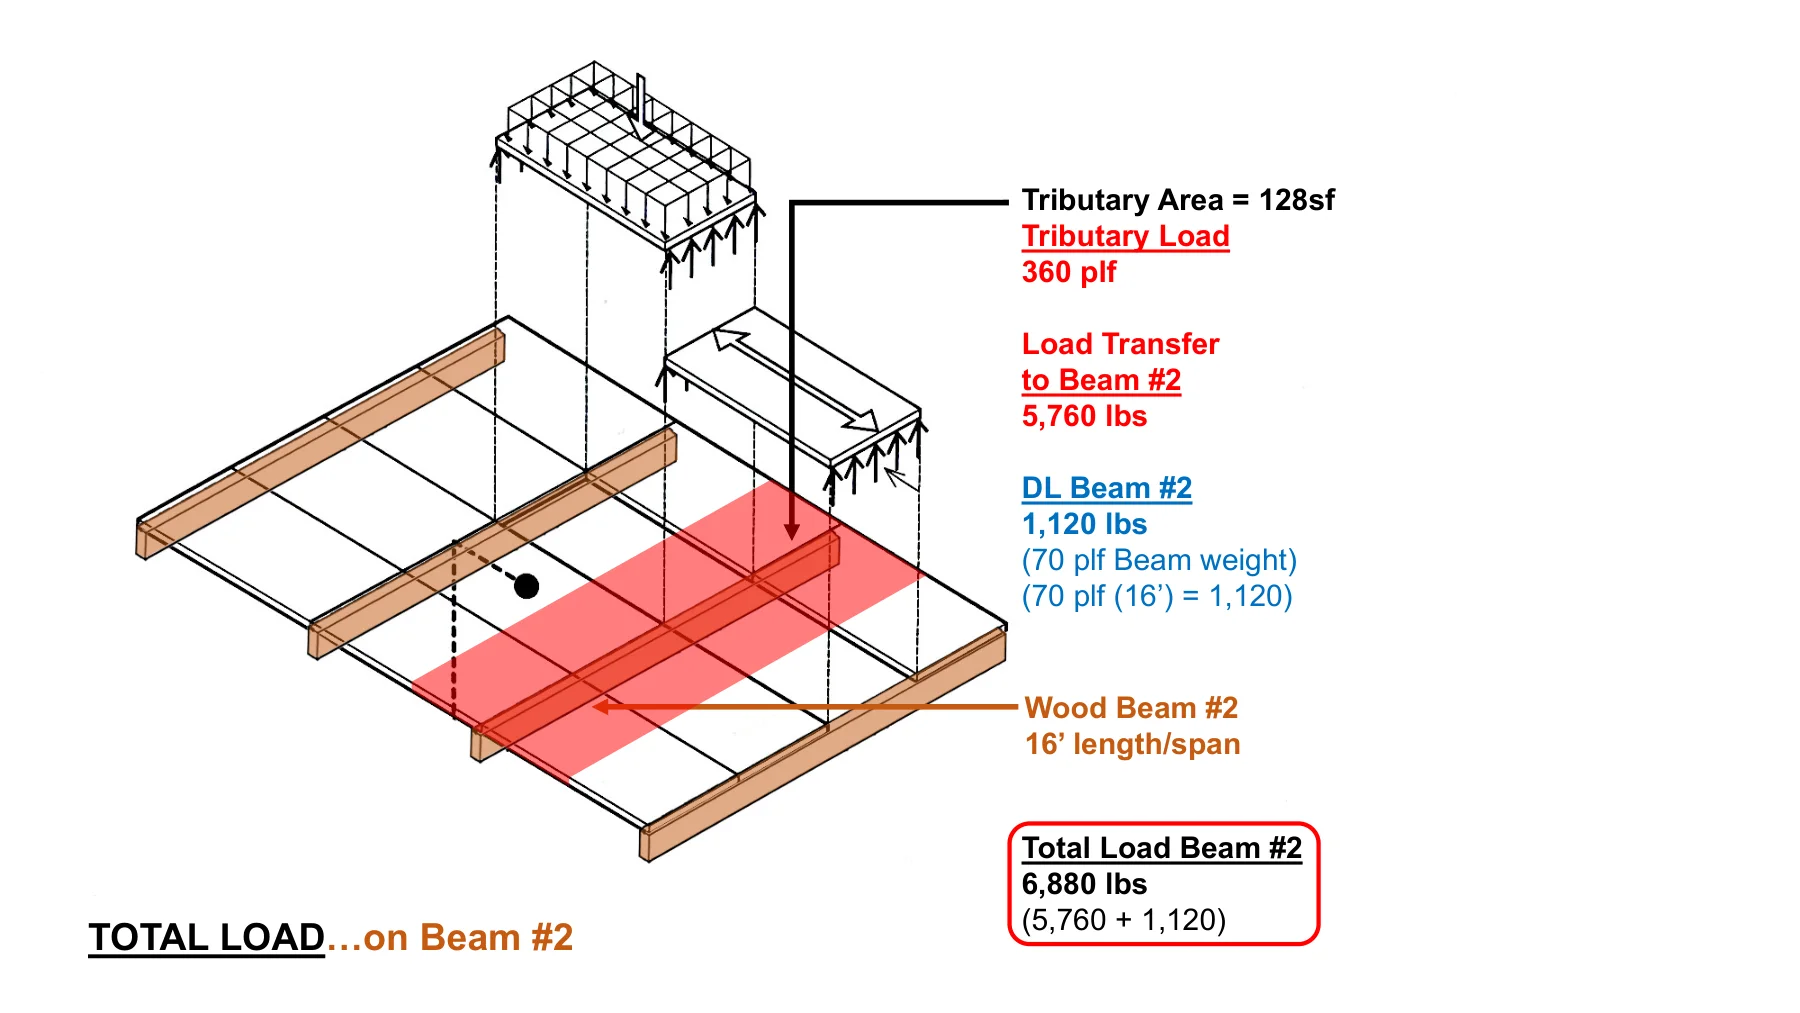 Tributary Area = 128sf
Tributary Load
360 plf
Load Transfer
to Beam #2
5,760 lbs
DL Beam #2
1,120 lbs
(70 plf Beam weight)
(70 plf (16’) = 1,120)
Wood Beam #2
16’ length/span
Total Load Beam #2
6,880 lbs
(5,760 + 1,120)
TOTAL LOAD…on Beam #2